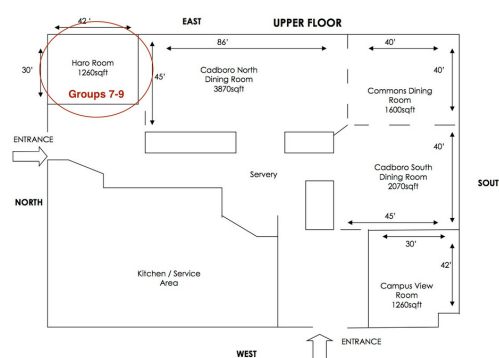 EAST
UPPER FLOOR
42 '
86'
40'
30'
Haro Room
1260sqft
Groups 7-9
45'
Cadboro North
Dining Room
3870sqft
40'
Commons Dining
Room
1600sqft
ENTRANCE
40'
Servery
Cadboro South
Dining Room
2070sqft
NORTH
SOUT
45'
30'
42'
Kitchen / Service
Area
Campus View
Room
1260sqft
ENTRANCE
WEST